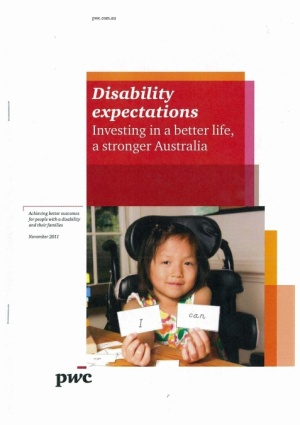 pwc.com.au
Disability
expectations
Investing in a better life,
a stronger Australia
Achieving better outcomes
for people with a disability
and their families
November 2011
I
can
pwc